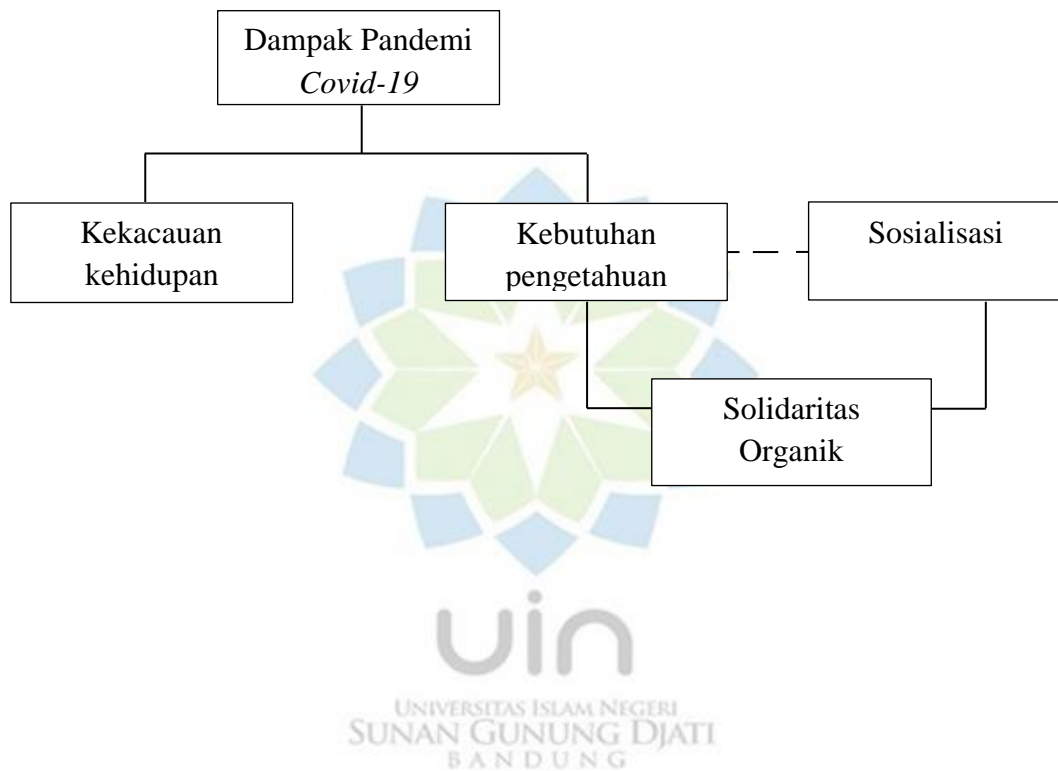 Dampak Pandemi
Covid-19
Kekacauan
kehidupan
Kebutuhan
pengetahuan
Sosialisasi
Solidaritas
Organik
uin
UNIVERSITAS ISLAM NEGERI
SUNAN GUNUNG DJATI
BANDUNG